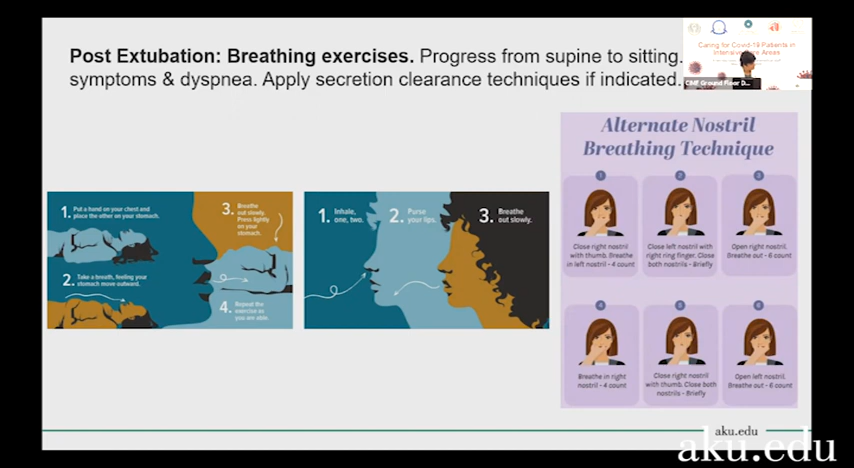 Post Extubation: Breathing exercises. Progress from supine to sitting.
symptoms & dyspnea. Apply secretion clearance techniques if indicated.
Caring for Covid-19 Patients in
Intensive Care Areas
CIME Ground Floor D...
1. Put a hand on your chest and
place the other on your stomach.
2. Take a breath, feeling your
stomach move outward.
3. Breathe
out slowly.
Press lightly
on your
stomach.
4. Repeat the
exercise as
you are able.
1. Inhale,
one, two.
2. Purse
your lips.
3. Breathe
out slowly.
Alternate Nostril
Breathing Technique
1
Close right nostril
with thumb. Breathe
in left nostril - 4 count
2
Close left nostril with
right ring finger. Close
both nostrils - Briefly
3
Open right nostril.
Breathe out - 6 count
4
Breathe in right
nostril - 4 count
5
Close right nostril
with thumb. Close both
nostrils - Briefly
6
Open left nostril.
Breathe out - 6 count
aku.edu
aku.edu